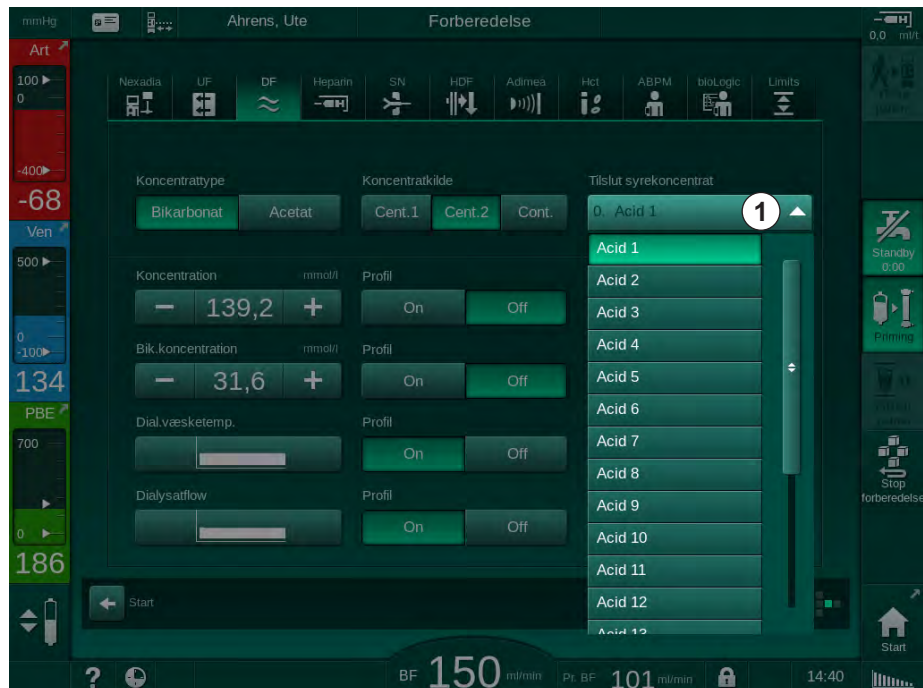 mmHg
Ahrens, Ute
Forberedelse
0,0 ml/t
Art
100
0
-400
-68
Ven
500
0
-100
134
PBE
700
0
186
Nexadia
UF
DF
Heparin
SN
HDF
Adimea
Hct
ABPM
bioLogic
Limits
Koncentrattype
Koncentratkilde
Tilslut syrekoncentrat
Bikarbonat
Acetat
Cent.1
Cent.2
Cont.
0. Acid 1
1
Acid 1
Acid 2
Acid 3
Acid 4
Acid 5
Acid 6
Acid 7
Acid 8
Acid 9
Acid 10
Acid 11
Acid 12
Acid 13
Koncentration mmol/l
Profil
139,2
On
Off
Bik.koncentration mmol/l
Profil
31,6
On
Off
Dial.væsketemp.
Profil
On
Off
Dialysatflow
Profil
On
Off
Start
Standby
0:00
Priming
Stop
forberedelse
Start
?
BF 150 ml/min
Pt. BF 101 ml/min
14:40